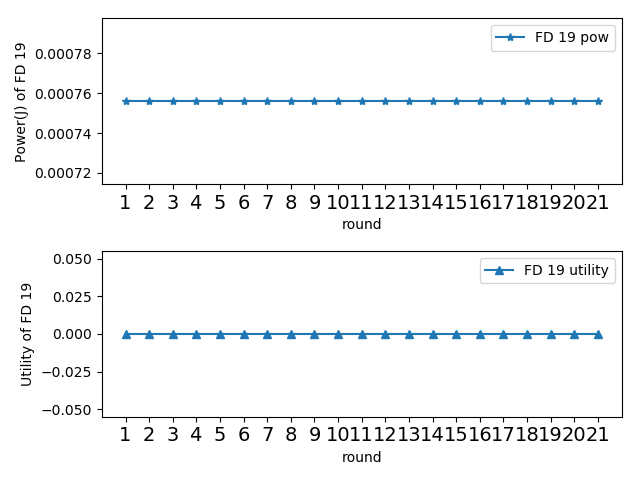 FD 19 pow
Power(J) of FD 19
0.00078
0.00076
0.00074
0.00072
1 2 3 4 5 6 7 8 9 10 11 12 13 14 15 16 17 18 19 20 21
round
FD 19 utility
Utility of FD 19
0.050
0.025
0.000
−0.025
−0.050
1 2 3 4 5 6 7 8 9 10 11 12 13 14 15 16 17 18 19 20 21
round